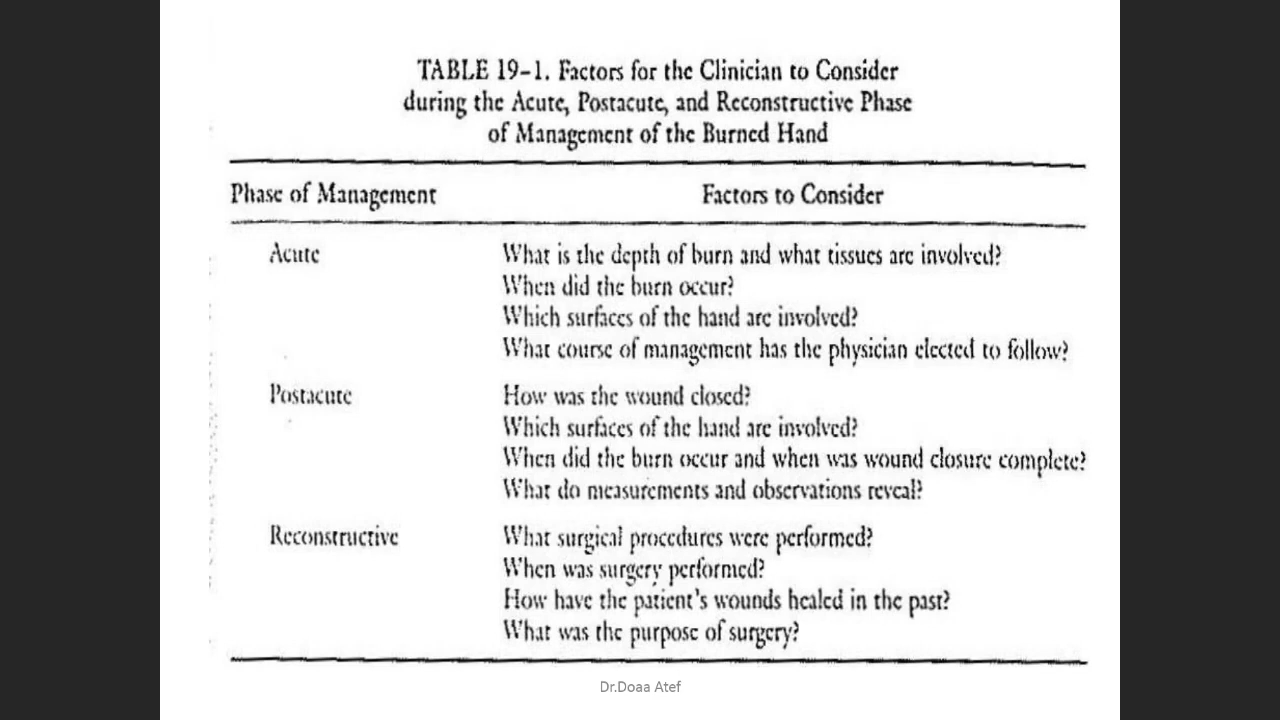 TABLE 19-1. Factors for the Clinician to Consider
during the Acute, Postacute, and Reconstructive Phase
of Management of the Burned Hand
Phase of Management Factors to Consider
Acute What is the depth of burn and what tissues are involved?
When did the burn occur?
Which surfaces of the hand are involved?
What course of management has the physician elected to follow?
Postacute How was the wound closed?
Which surfaces of the hand are involved?
When did the burn occur and when was wound closure complete?
What do measurements and observations reveal?
Reconstructive What surgical procedures were performed?
When was surgery performed?
How have the patient's wounds healed in the past?
What was the purpose of surgery?
Dr.Doaa Atef